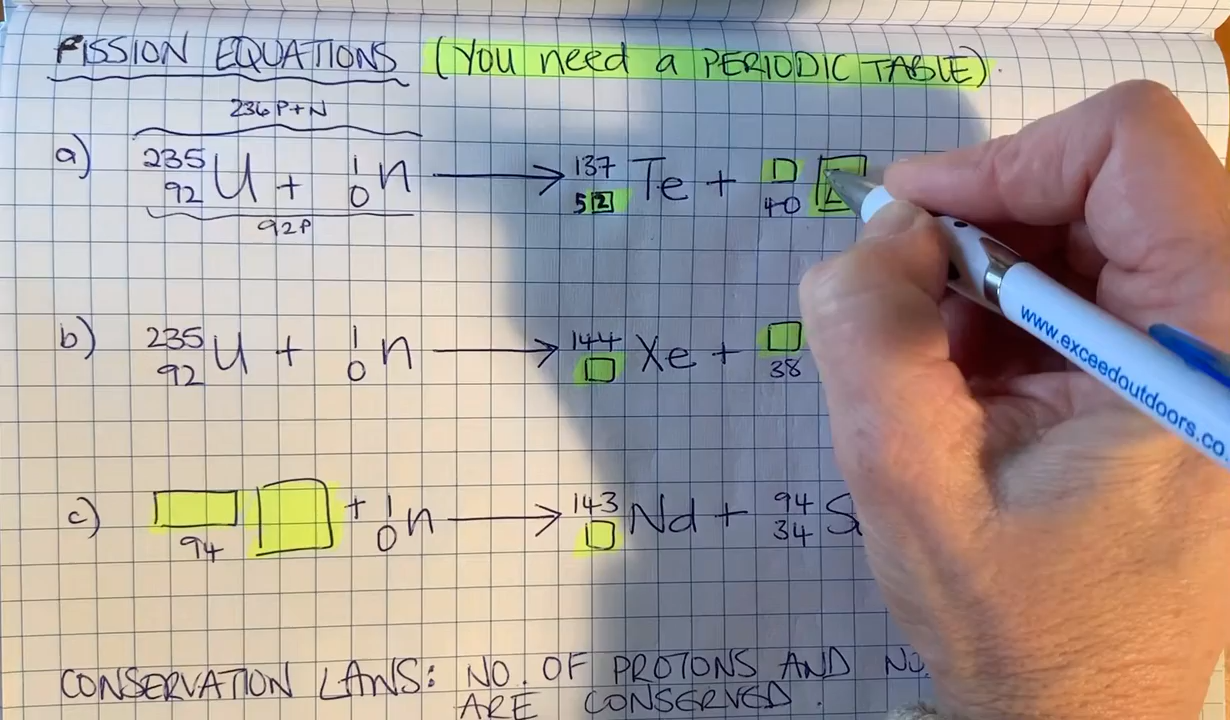 FISSION EQUATIONS (YOU need a PERIODIC TABLE).
236 P+N
a) 235 92 U + 1 0 n → 137 52 Te + 40
92P
b) 235 92 U + 1 0 n → 144 Xe + 38
c) 94 + 1 0 n → 143 Nd + 94 34
CONSERVATION LAWS: NO. OF PROTONS AND
ARE CONSERVED.
www.exceedoutdoors.co.